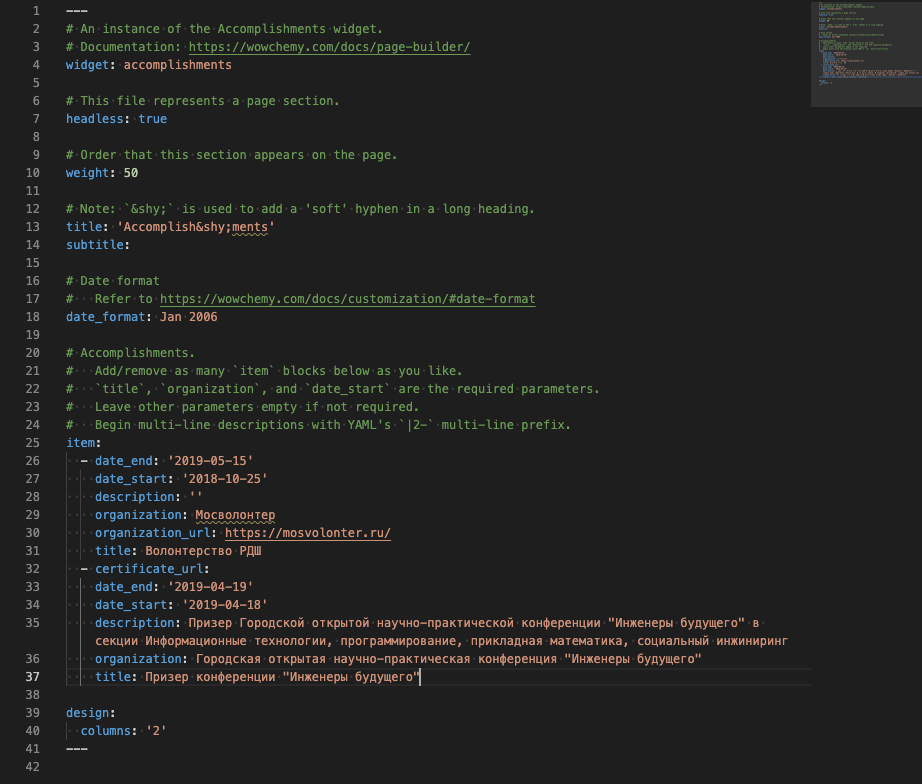 1 ---
2 # An instance of the Accomplishments widget.
3 # Documentation: https://wowchemy.com/docs/page-builder/
4 widget: accomplishments
5
6 # This file represents a page section.
7 headless: true
8
9 # Order that this section appears on the page.
10 weight: 50
11
12 # Note: `&shy;` is used to add a 'soft' hyphen in a long heading.
13 title: 'Accomplish&shy;ments'
14 subtitle:
15
16 # Date format
17 #   Refer to https://wowchemy.com/docs/customization/#date-format
18 date_format: Jan 2006
19
20 # Accomplishments.
21 #   Add/remove as many `item` blocks below as you like.
22 #   `title`, `organization`, and `date_start` are the required parameters.
23 #   Leave other parameters empty if not required.
24 #   Begin multi-line descriptions with YAML's `|2-` multi-line prefix.
25 item:
26   - date_end: '2019-05-15'
27     date_start: '2018-10-25'
28     description: ''
29     organization: Мосволонтер
30     organization_url: https://mosvolonter.ru/
31     title: Волонтерство РДШ
32   - certificate_url:
33     date_end: '2019-04-19'
34     date_start: '2019-04-18'
35     description: Призер Городской открытой научно-практической конференции "Инженеры будущего" в
секции Информационные технологии, программирование, прикладная математика, социальный инжиниринг
36     organization: Городская открытая научно-практическая конференция "Инженеры будущего"
37     title: Призер конференции "Инженеры будущего"
38
39 design:
40   columns: '2'
41 ---
42